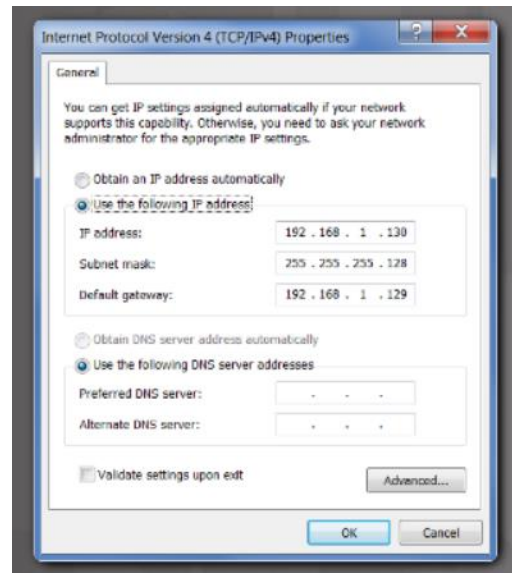 Internet Protocol Version 4 (TCP/IPv4) Properties
General
You can get IP settings assigned automatically if your network
supports this capability. Otherwise, you need to ask your network
administrator for the appropriate IP settings.
Obtain an IP address automatically
Use the following IP address:
IP address: 192 . 168 . 1 . 130
Subnet mask: 255 . 255 . 255 . 128
Default gateway: 192 . 168 . 1 . 129
Obtain DNS server address automatically
Use the following DNS server addresses
Preferred DNS server: . . .
Alternate DNS server: . . .
Validate settings upon exit
Advanced...
OK Cancel